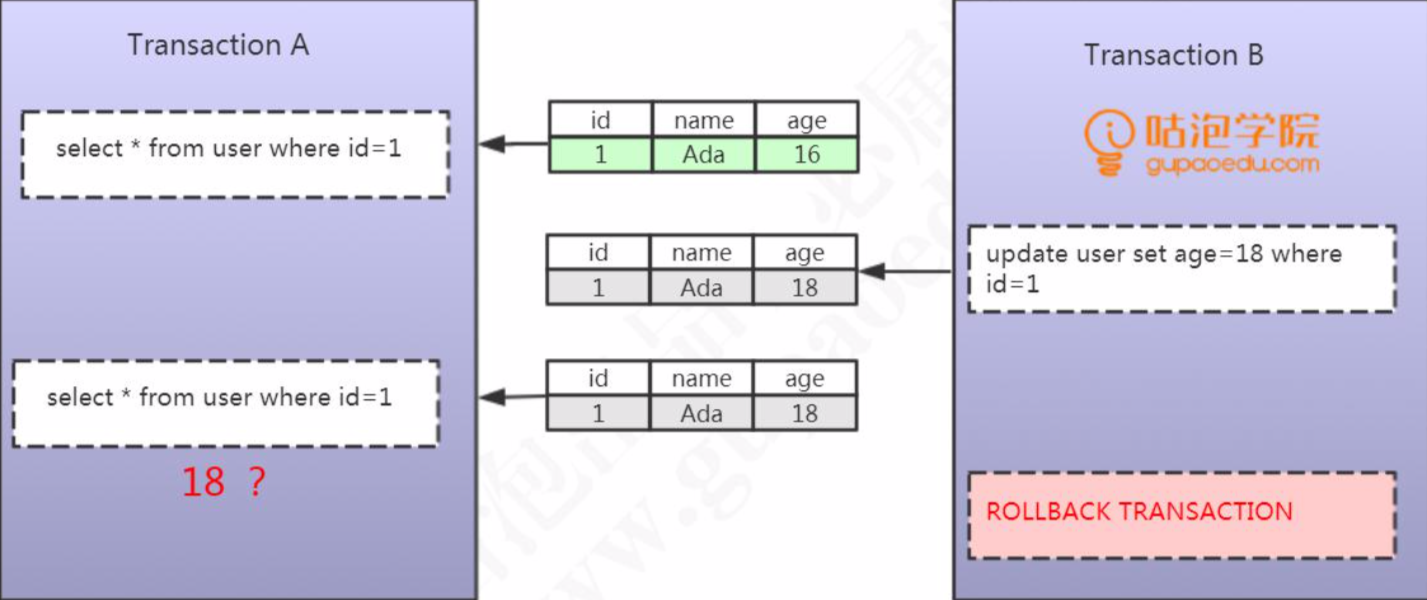 Transaction A
select * from user where id=1
id name age
1 Ada 16
Transaction B
咕泡学院
gupaoedu.com
id name age
1 Ada 18
update user set age=18 where
id=1
select * from user where id=1
18 ?
id name age
1 Ada 18
ROLLBACK TRANSACTION